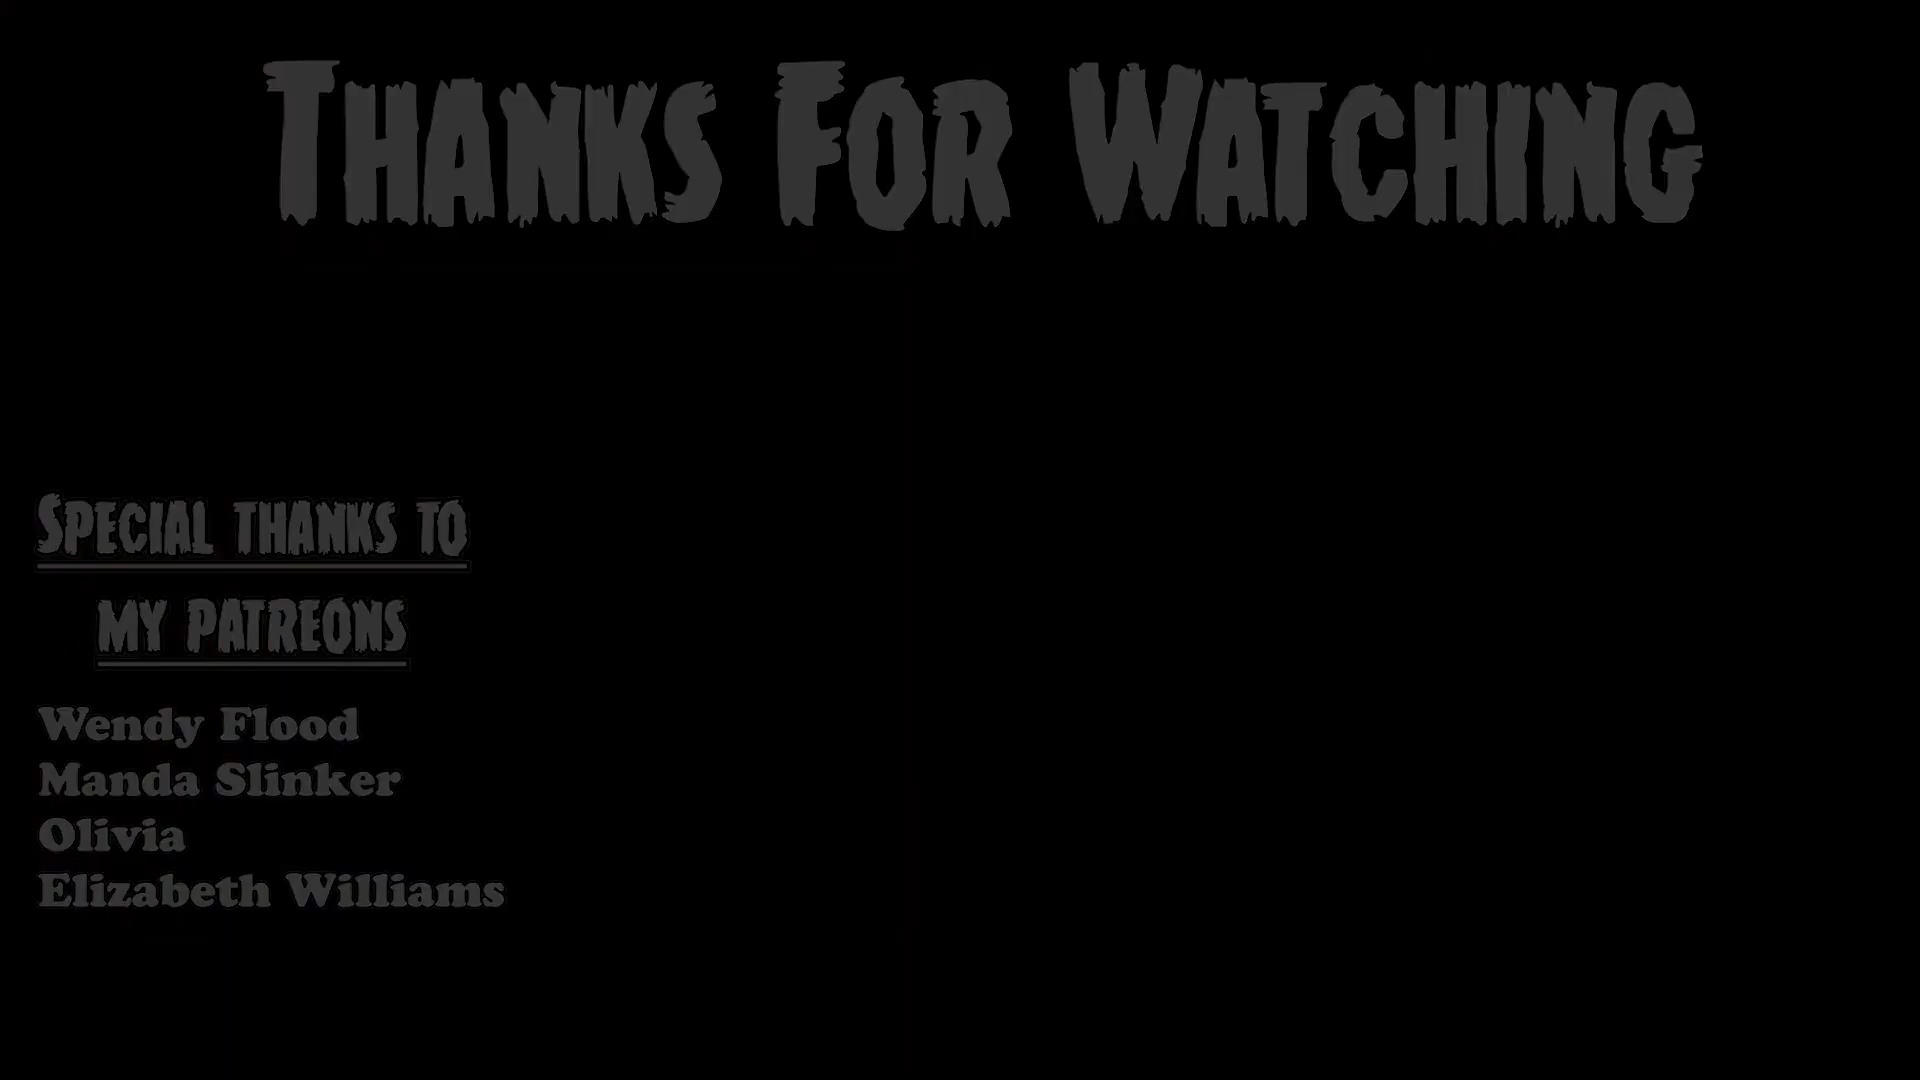 Thanks For Watching
Special thanks to
my Patreons
Wendy Flood
Manda Slinker
Olivia
Elizabeth Williams